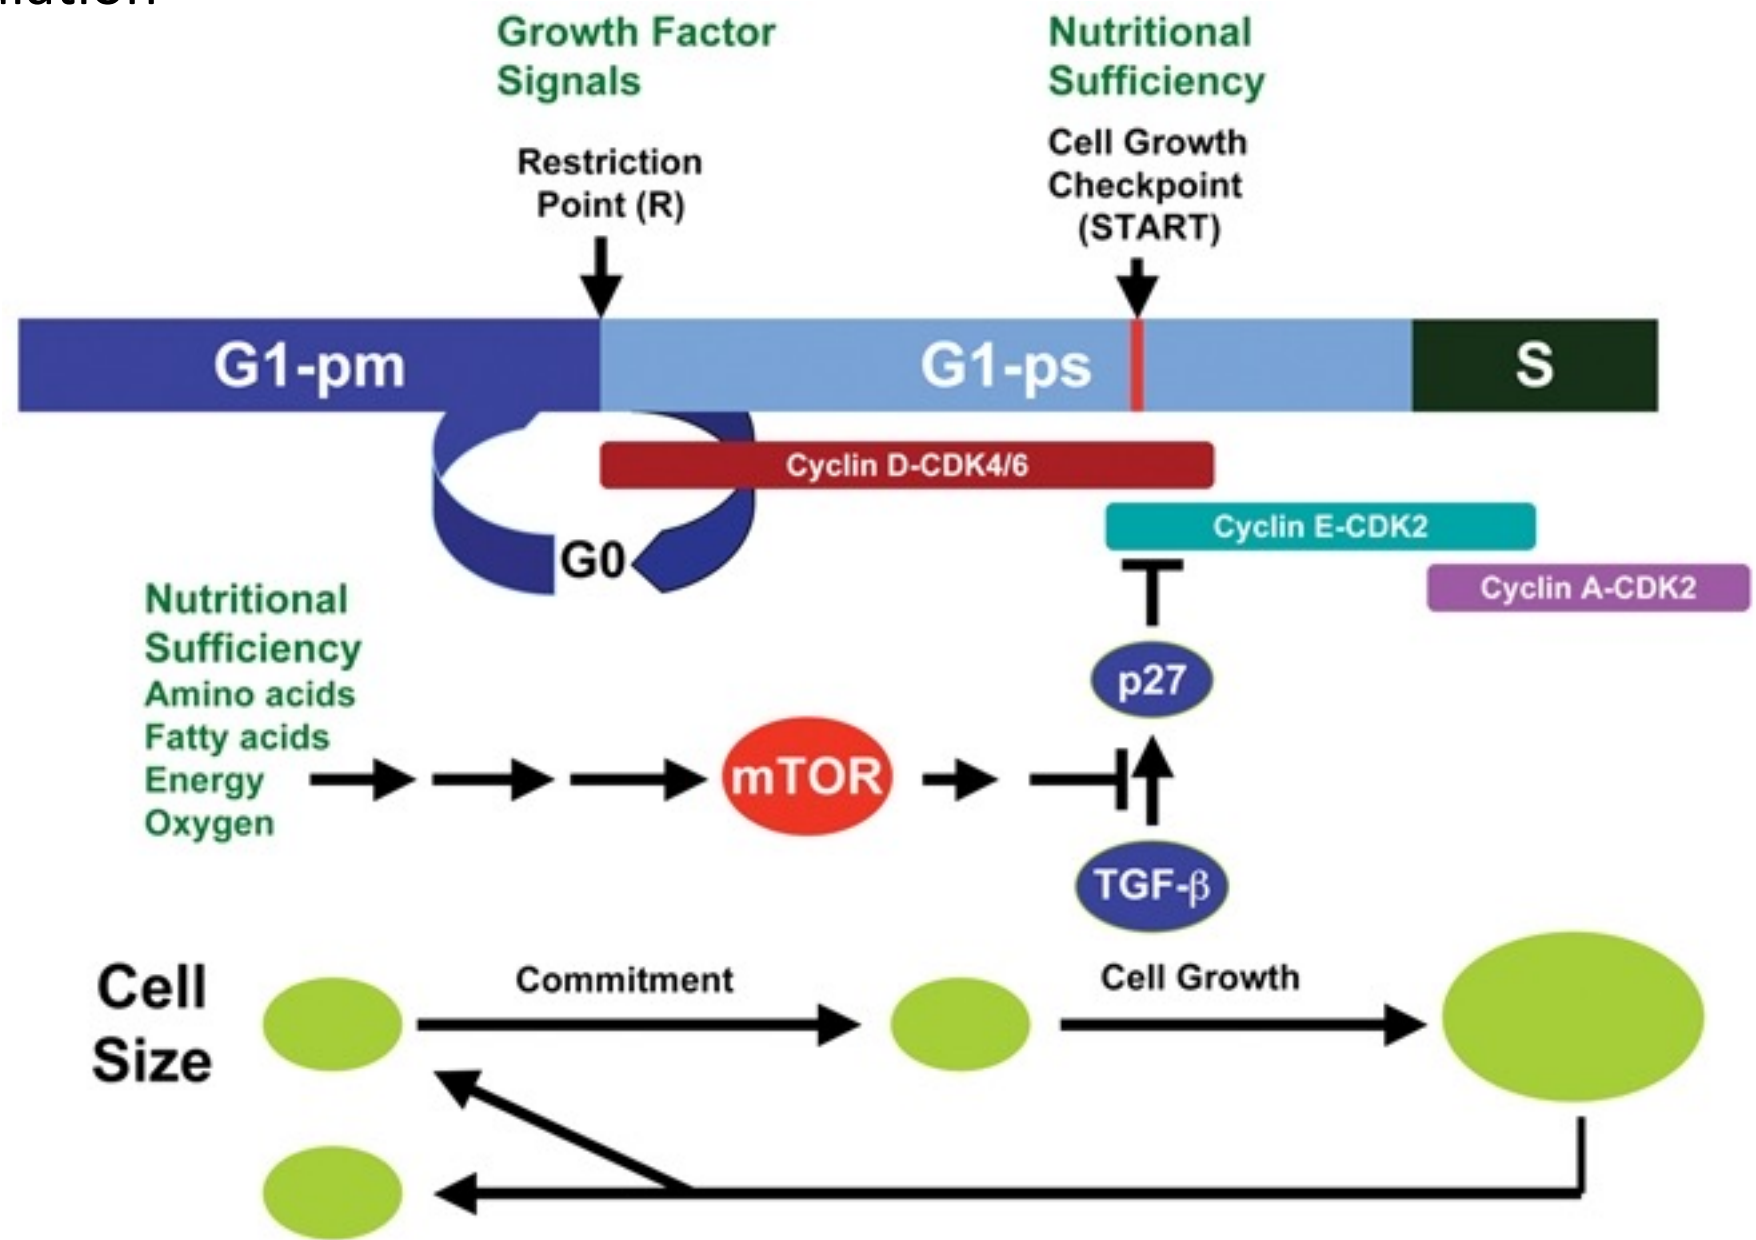 Growth Factor
Signals
Nutritional
Sufficiency
Restriction
Point (R)
Cell Growth
Checkpoint
(START)
G1-pm
G1-ps
S
Cyclin D-CDK4/6
Cyclin E-CDK2
Cyclin A-CDK2
G0
Nutritional
Sufficiency
Amino acids
Fatty acids
Energy
Oxygen
mTOR
p27
TGF-β
Cell
Size
Commitment
Cell Growth